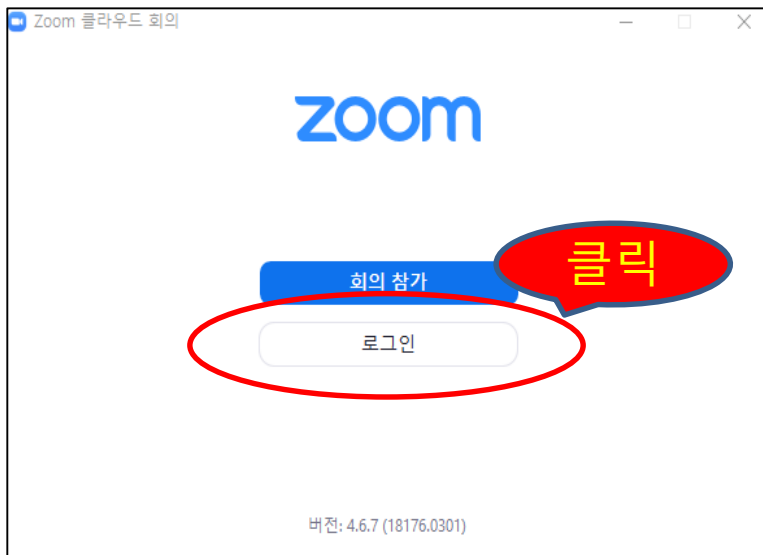 Zoom 클라우드 회의
zoom
클릭
회의 참가
로그인
버전: 4.6.7 (18176.0301)